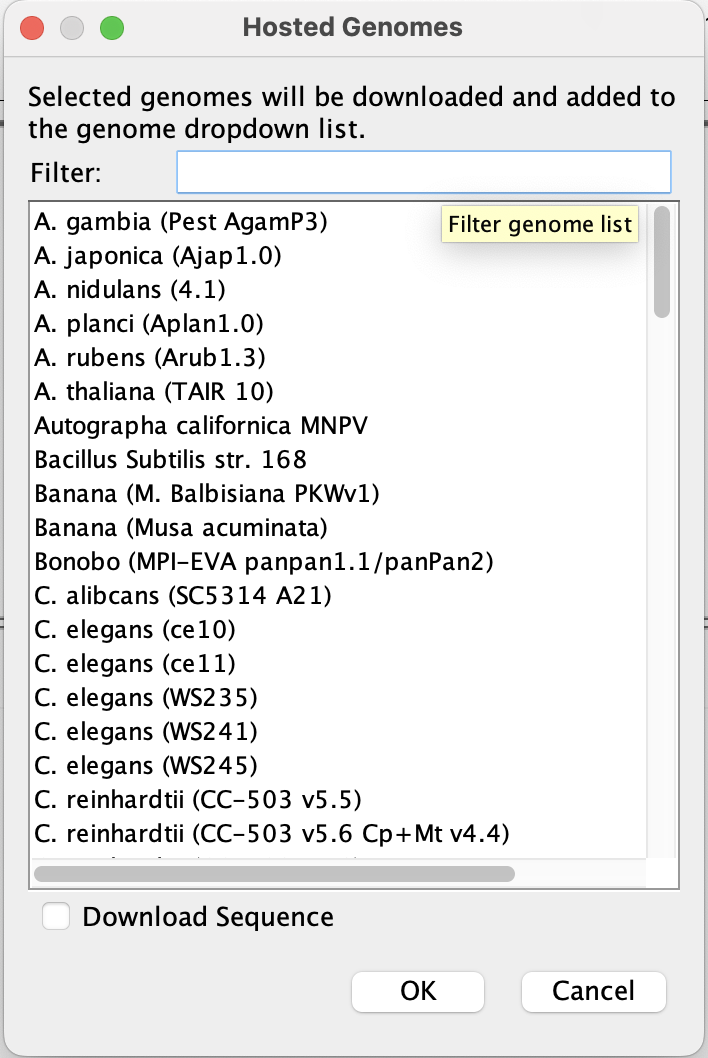 Hosted Genomes
Selected genomes will be downloaded and added to
the genome dropdown list.
Filter:
Filter genome list
A. gambia (Pest AgamP3)
A. japonica (Ajap1.0)
A. nidulans (4.1)
A. planci (Aplan1.0)
A. rubens (Arub1.3)
A. thaliana (TAIR 10)
Autographa californica MNPV
Bacillus Subtilis str. 168
Banana (M. Balbisiana PKWv1)
Banana (Musa acuminata)
Bonobo (MPI-EVA panpan1.1/panPan2)
C. alibcans (SC5314 A21)
C. elegans (ce10)
C. elegans (ce11)
C. elegans (WS235)
C. elegans (WS241)
C. elegans (WS245)
C. reinhardtii (CC-503 v5.5)
C. reinhardtii (CC-503 v5.6 Cp+Mt v4.4)
Download Sequence
OK
Cancel